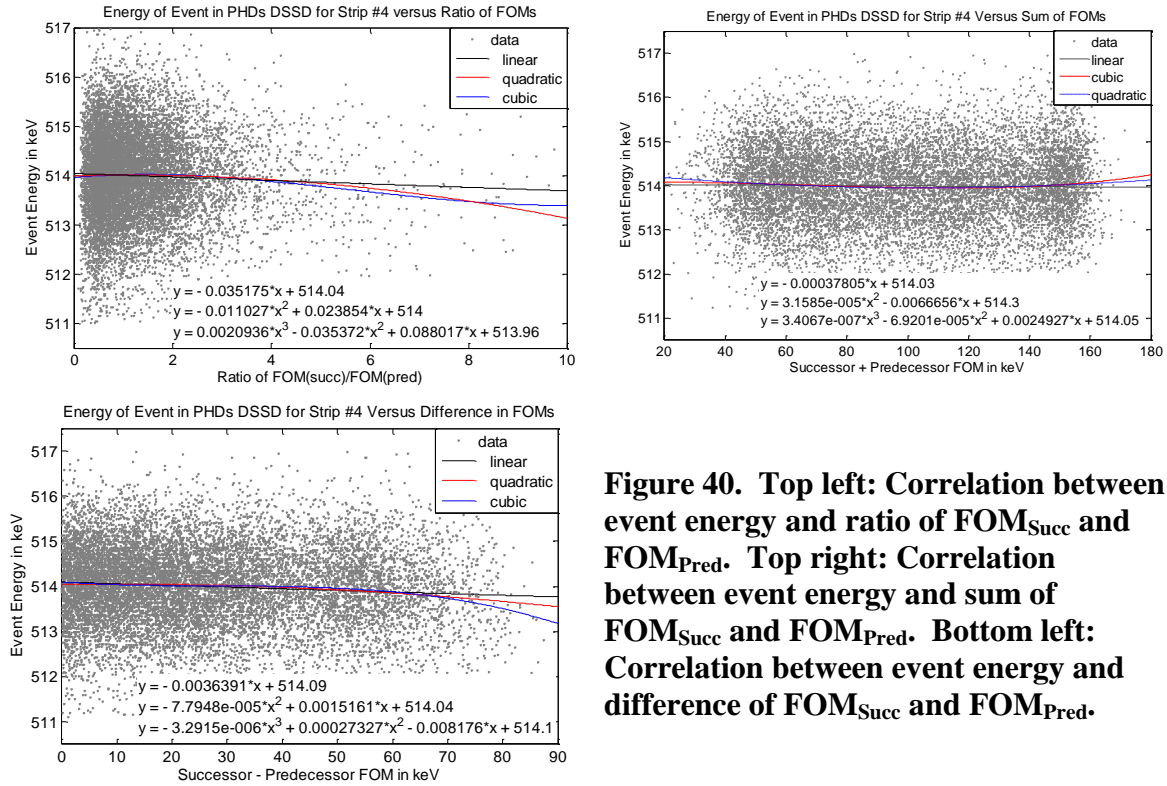 Energy of Event in PHDs DSSD for Strip #4 versus Ratio of FOMs
517
516
515
514
513
512
511
Event Energy in keV
data
linear
quadratic
cubic
y = - 0.035175*x + 514.04
y = - 0.011027*x² + 0.023854*x + 514
y = 0.0020936*x³ - 0.035372*x² + 0.088017*x + 513.96
0 2 4 6 8 10
Ratio of FOM(succ)/FOM(pred)
Energy of Event in PHDs DSSD for Strip #4 Versus Sum of FOMs
517
516
515
514
513
512
511
Event Energy in keV
data
linear
cubic
quadratic
y = - 0.00037805*x + 514.03
y = 3.1585e-005*x² - 0.0066656*x + 514.3
y = 3.4067e-007*x³ - 6.9201e-005*x² + 0.0024927*x + 514.05
20 40 60 80 100 120 140 160 180
Successor + Predecessor FOM in keV
Energy of Event in PHDs DSSD for Strip #4 Versus Difference in FOMs
517
516
515
514
513
512
511
Event Energy in keV
data
linear
quadratic
cubic
y = - 0.0036391*x + 514.09
y = - 7.7948e-005*x² + 0.0015161*x + 514.04
y = - 3.2915e-006*x³ + 0.00027327*x² - 0.008176*x + 514.1
0 10 20 30 40 50 60 70 80 90
Successor - Predecessor FOM in keV
Figure 40. Top left: Correlation between
event energy and ratio of FOMSucc and
FOMPred. Top right: Correlation
between event energy and sum of
FOMSucc and FOMPred. Bottom left:
Correlation between event energy and
difference of FOMSucc and FOMPred.